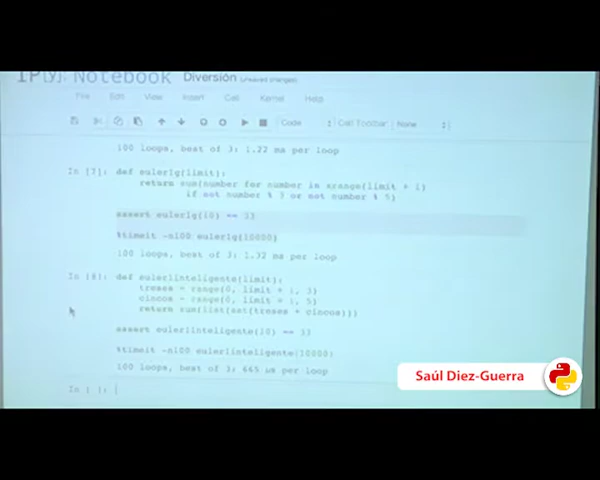 IP[y]: Notebook Diversión (unsaved changes)
File Edit View Insert Cell Kernel Help
Code Cell Toolbar: None
100 loops, best of 3: 1.22 ms per loop
In [7]: def euler1g(limit):
return sum(number for number in xrange(limit + 1)
if not number % 3 or not number % 5)
assert euler1g(10) == 33
%timeit -n100 euler1g(10000)
100 loops, best of 3: 1.32 ms per loop
In [8]: def euler1inteligente(limit):
treses = range(0, limit + 1, 3)
cincos = range(0, limit + 1, 5)
return sum(list(set(treses + cincos)))
assert euler1inteligente(10) == 33
%timeit -n100 euler1inteligente(10000)
100 loops, best of 3: 665 µs per loop
Saúl Diez-Guerra
In [ ]: